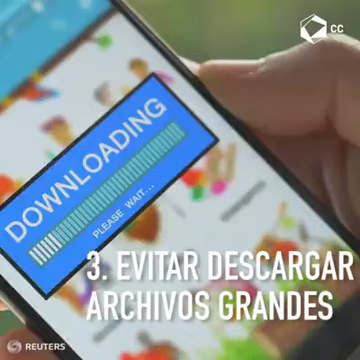 CC
DOWNLOADING
PLEASE WAIT...
3. EVITAR DESCARGAR
ARCHIVOS GRANDES
REUTERS